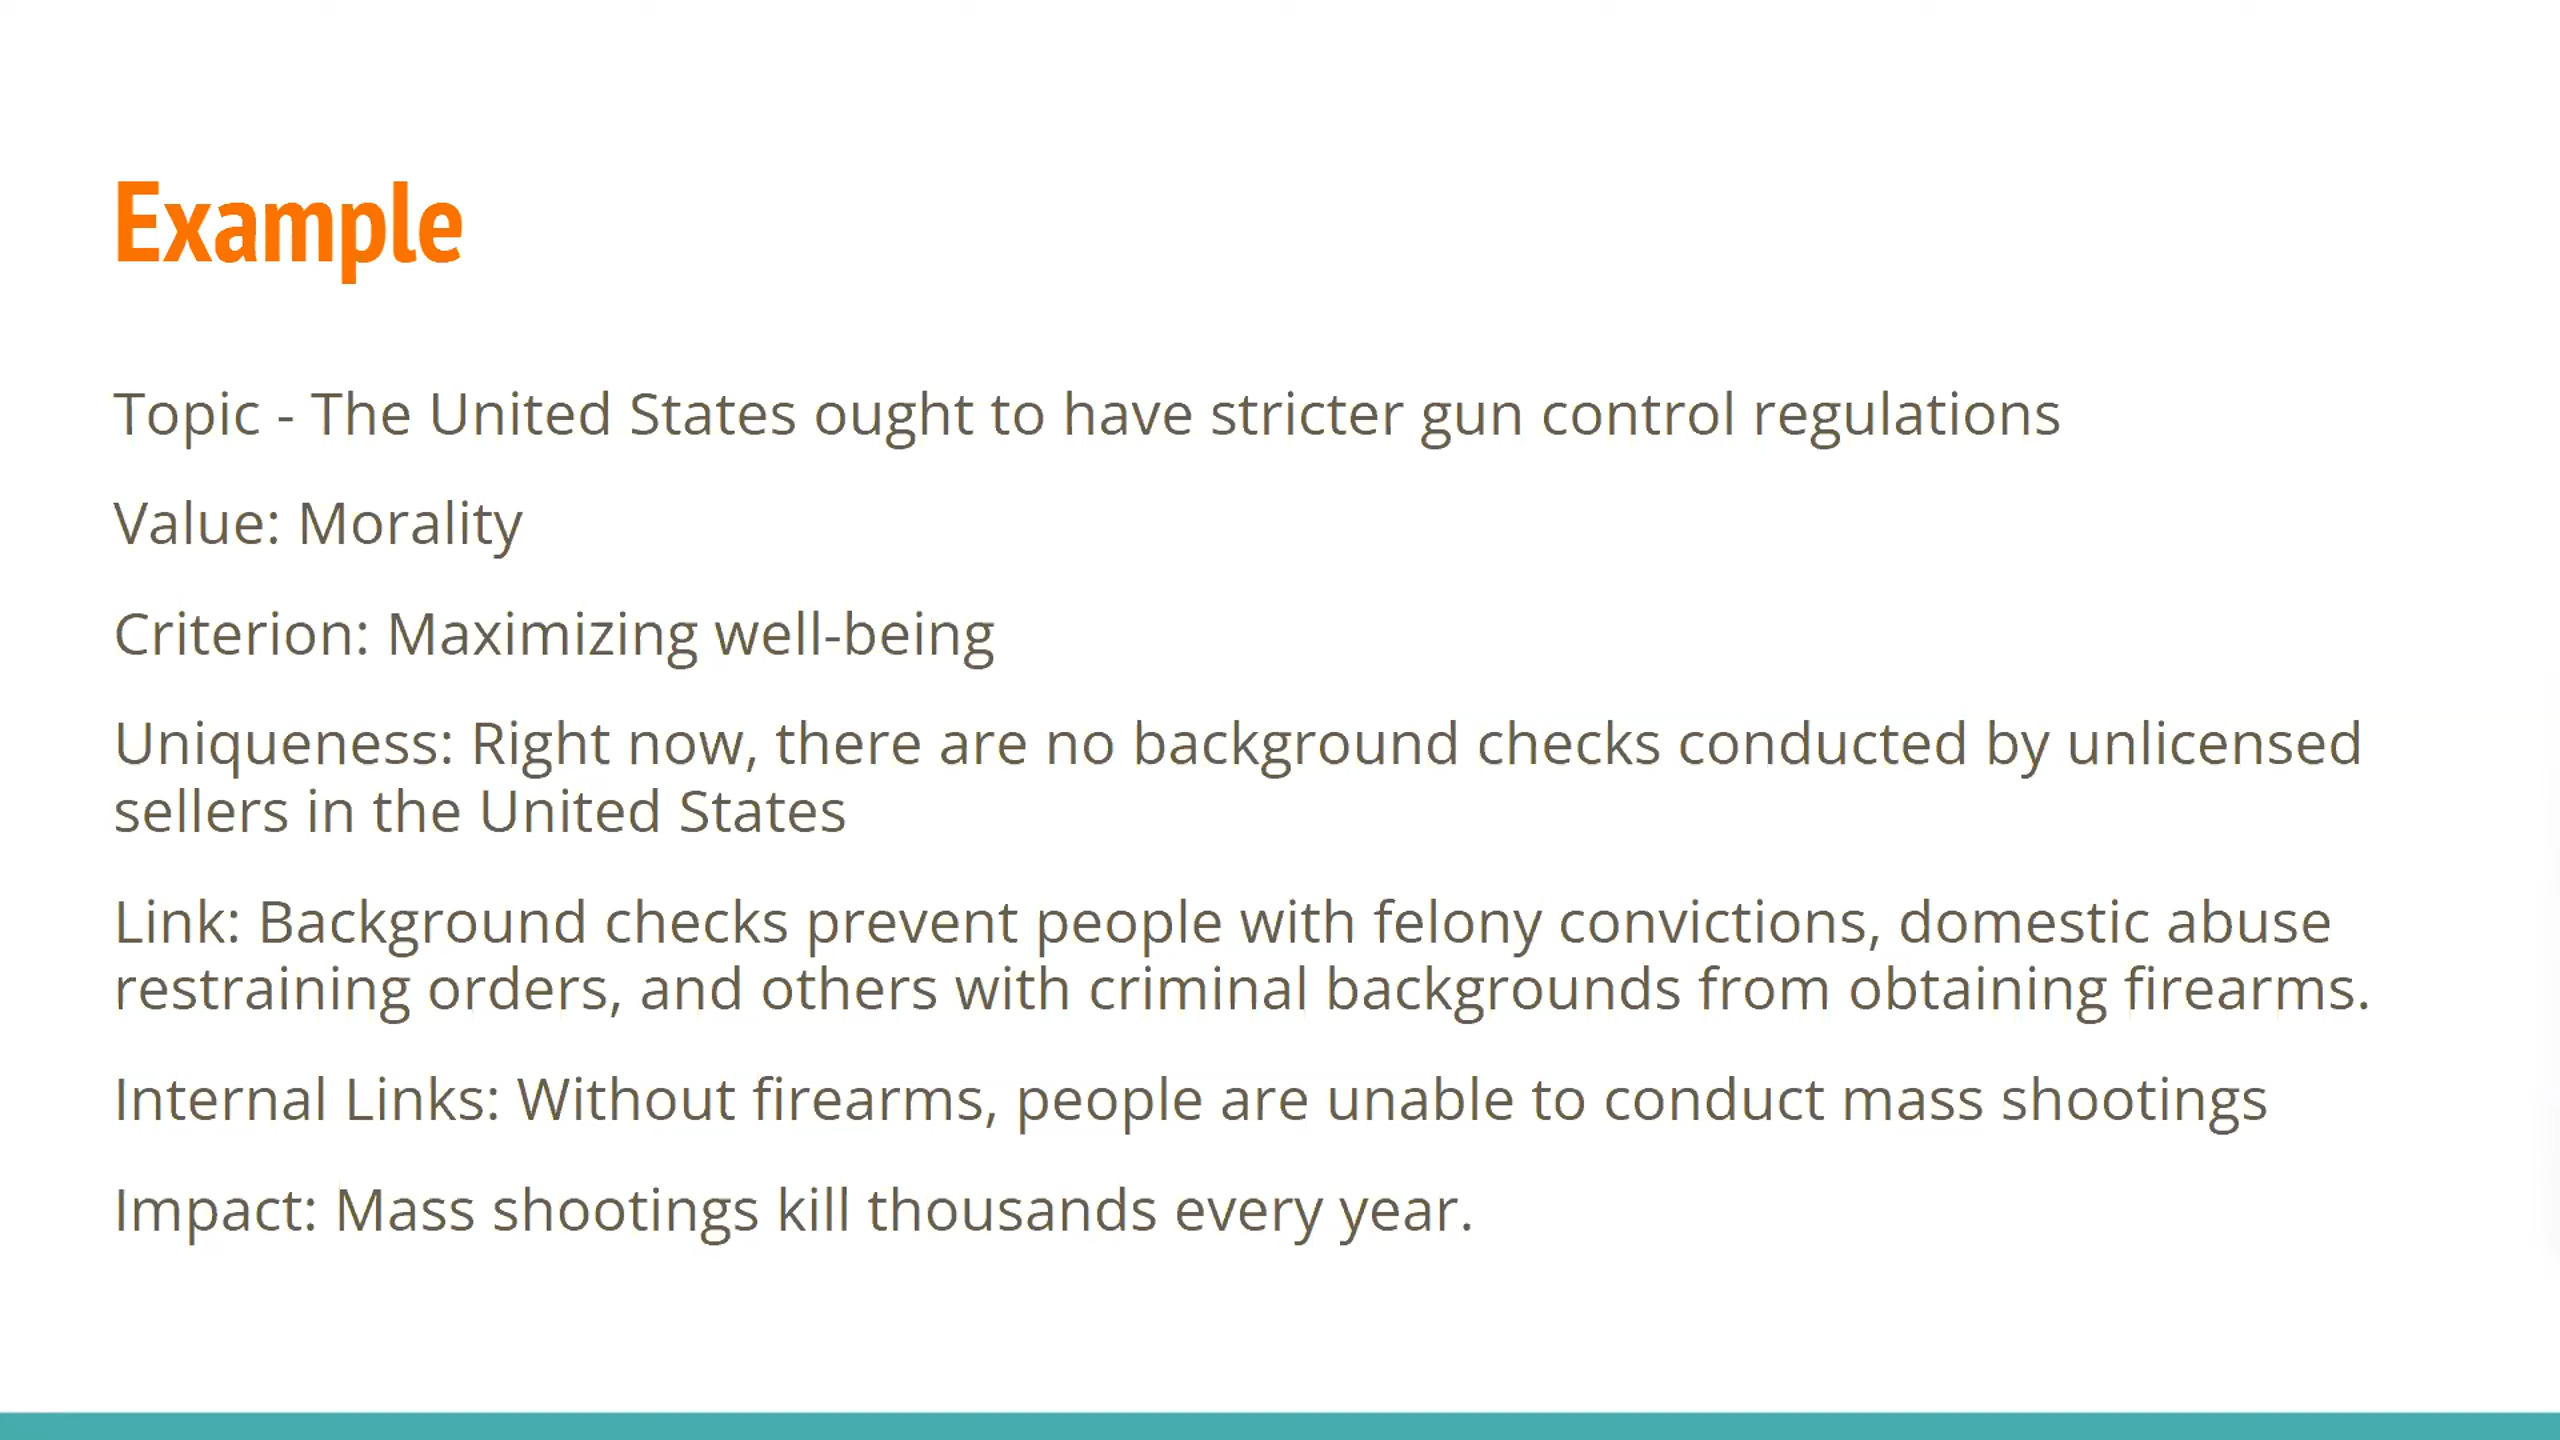 Example
Topic - The United States ought to have stricter gun control regulations
Value: Morality
Criterion: Maximizing well-being
Uniqueness: Right now, there are no background checks conducted by unlicensed
sellers in the United States
Link: Background checks prevent people with felony convictions, domestic abuse
restraining orders, and others with criminal backgrounds from obtaining firearms.
Internal Links: Without firearms, people are unable to conduct mass shootings
Impact: Mass shootings kill thousands every year.